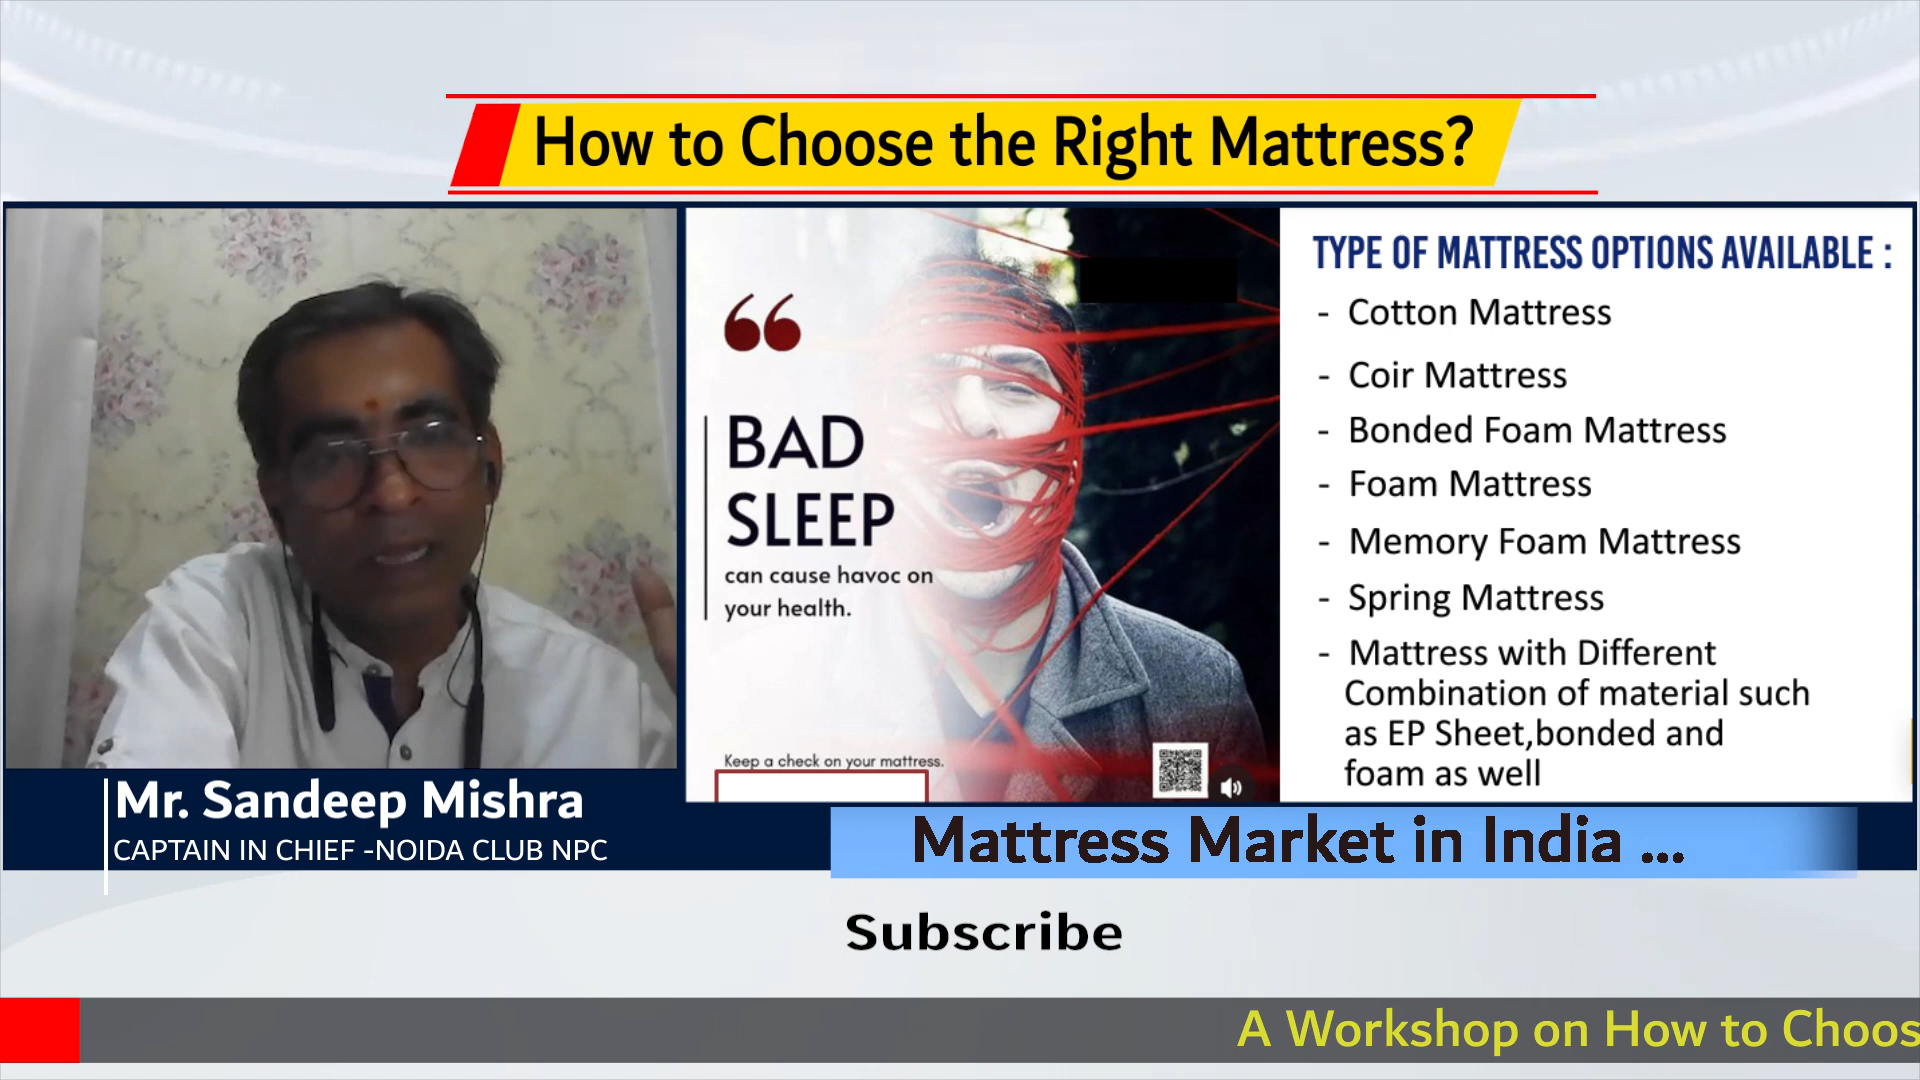 How to Choose the Right Mattress?
“
BAD
SLEEP
can cause havoc on
your health.
Keep a check on your mattress.
TYPE OF MATTRESS OPTIONS AVAILABLE :
- Cotton Mattress
- Coir Mattress
- Bonded Foam Mattress
- Foam Mattress
- Memory Foam Mattress
- Spring Mattress
- Mattress with Different
Combination of material such
as EP Sheet,bonded and
foam as well
Mr. Sandeep Mishra
CAPTAIN IN CHIEF -NOIDA CLUB NPC
Mattress Market in India ...
Subscribe
A Workshop on How to Choos